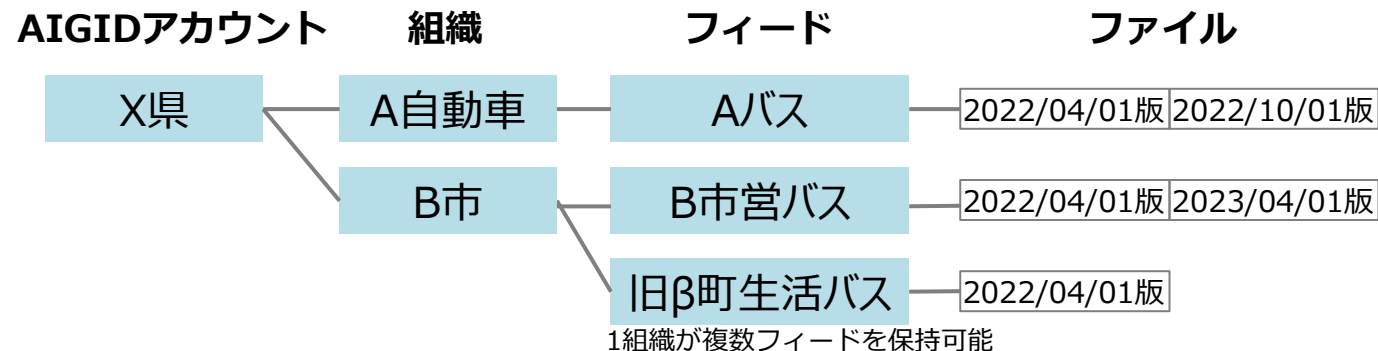 AIGIDアカウント 組織 フィード ファイル
X県 A自動車 Aバス 2022/04/01版 2022/10/01版
B市 B市営バス 2022/04/01版 2023/04/01版
旧β町生活バス 2022/04/01版
1組織が複数フィードを保持可能